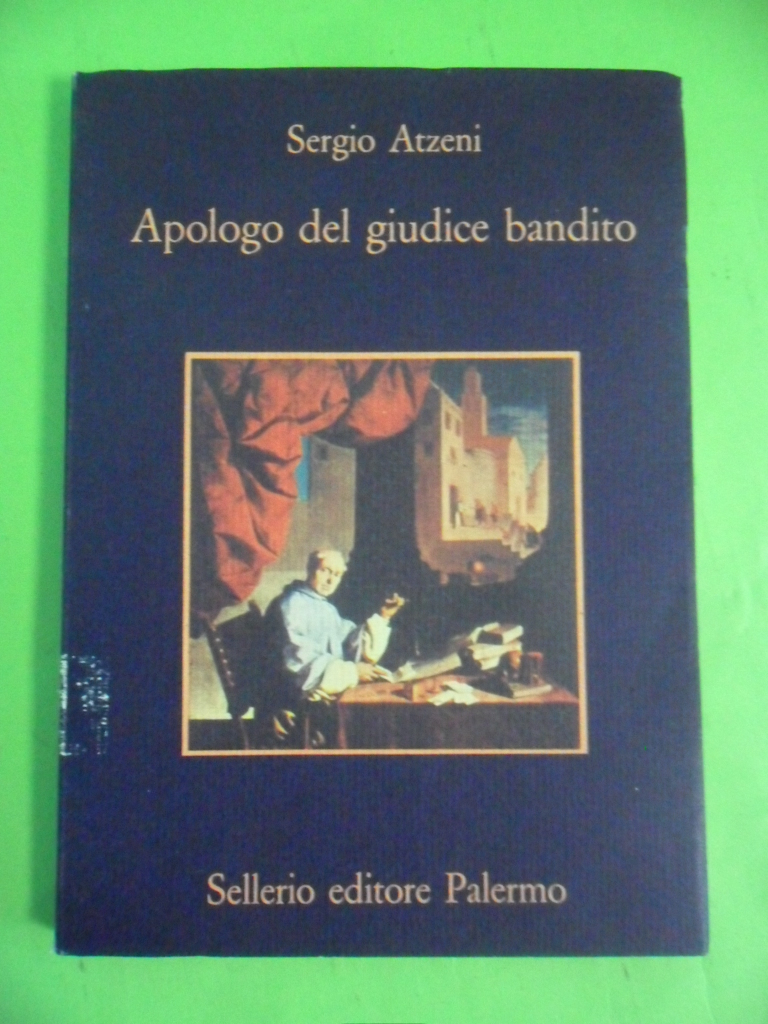 Sergio Atzeni
Apologo del giudice bandito
Sellerio editore Palermo